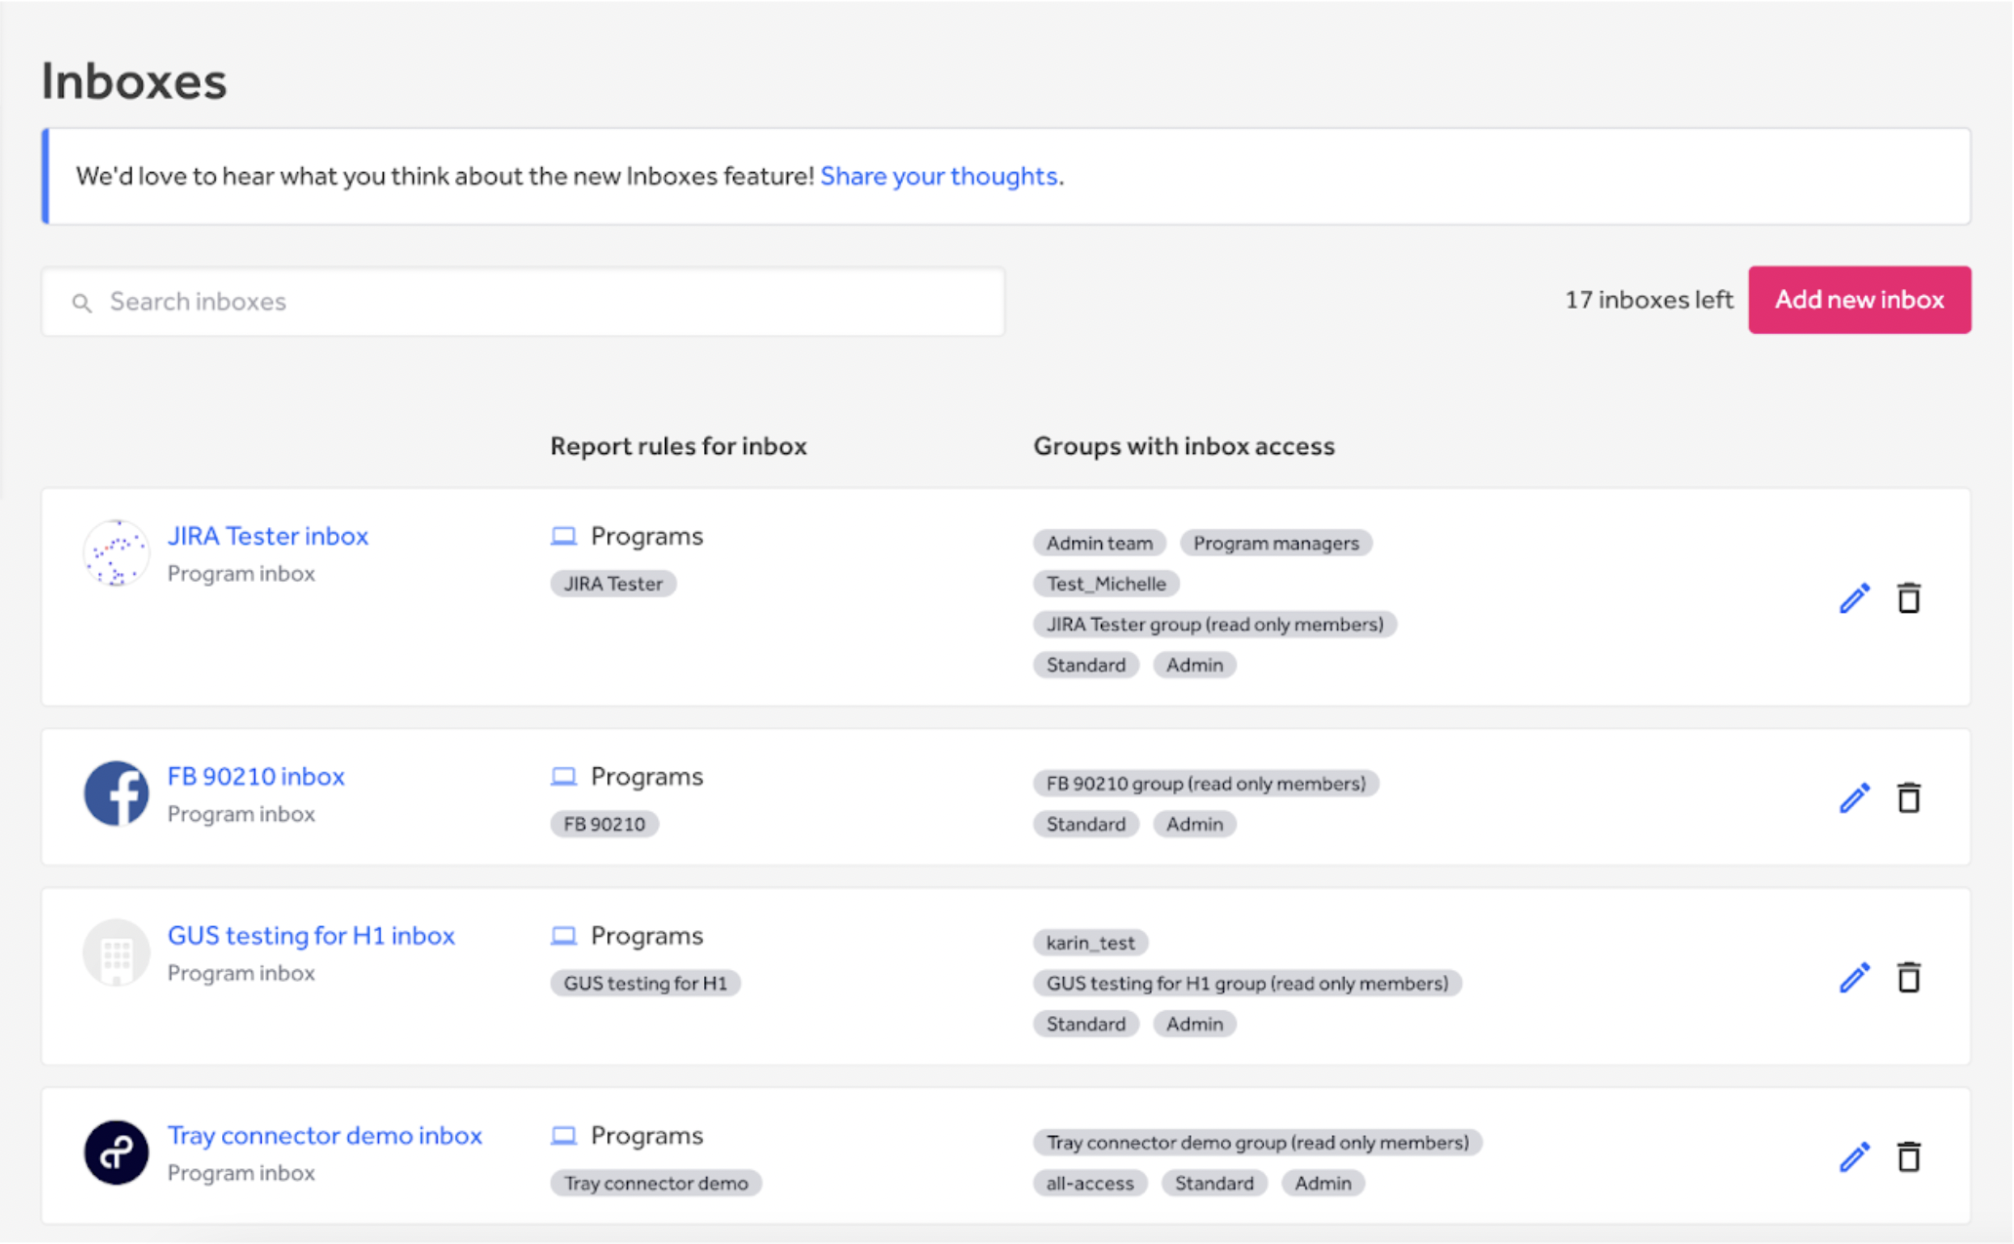 Inboxes
We'd love to hear what you think about the new Inboxes feature! Share your thoughts.
Search inboxes
17 inboxes left
Add new inbox
Report rules for inbox
Groups with inbox access
JIRA Tester inbox
Program inbox
Programs
JIRA Tester
Admin team
Program managers
Test_Michelle
JIRA Tester group (read only members)
Standard
Admin
FB 90210 inbox
Program inbox
Programs
FB 90210
FB 90210 group (read only members)
Standard
Admin
GUS testing for H1 inbox
Program inbox
Programs
GUS testing for H1
karin_test
GUS testing for H1 group (read only members)
Standard
Admin
Tray connector demo inbox
Program inbox
Programs
Tray connector demo
Tray connector demo group (read only members)
all-access
Standard
Admin